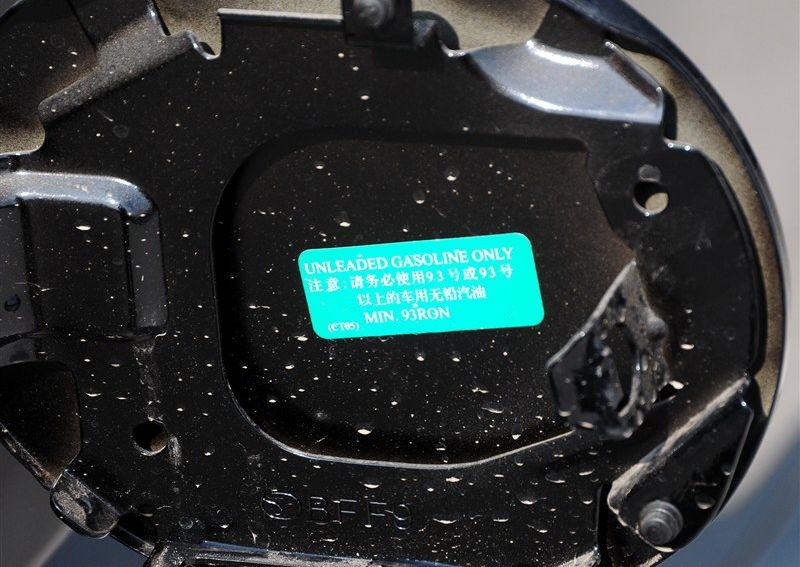 UNLEADED GASOLINE ONLY
注意:请务必使用93号或93号
以上的车用无铅汽油
MIN. 93RON
(CT05)
BFF9